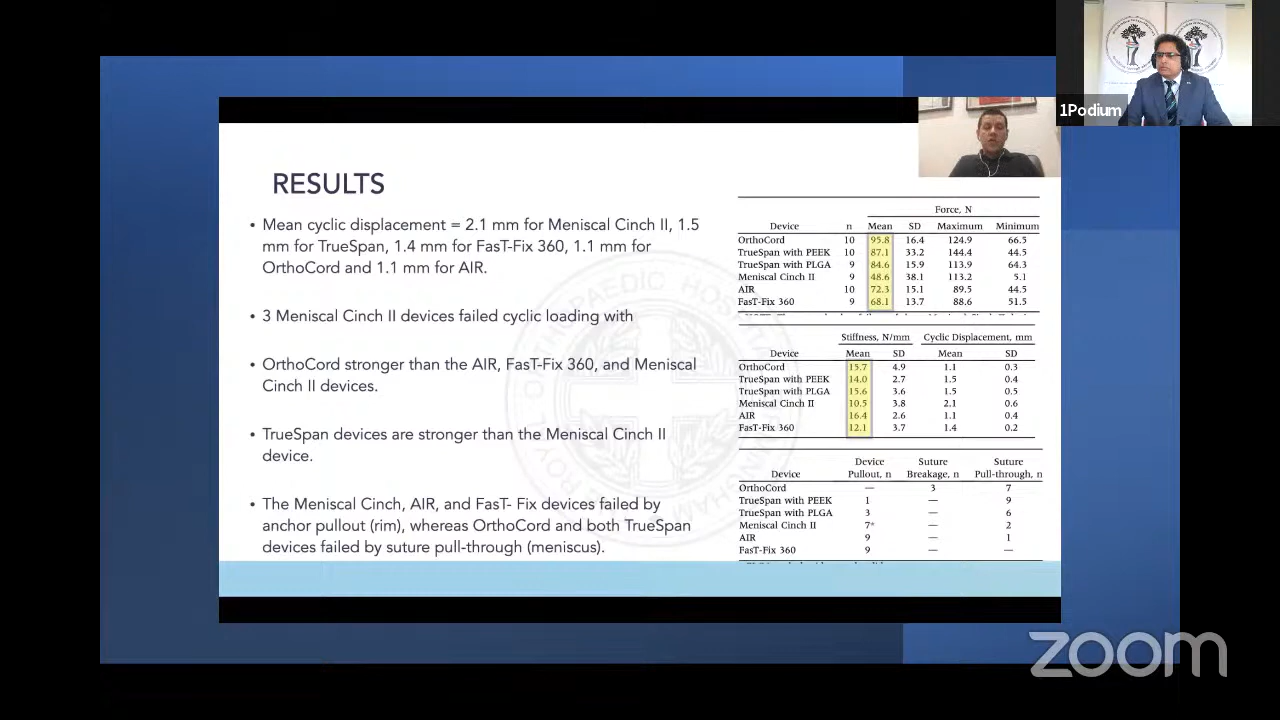 1Podium
RESULTS
• Mean cyclic displacement = 2.1 mm for Meniscal Cinch II, 1.5
mm for TrueSpan, 1.4 mm for FasT-Fix 360, 1.1 mm for
OrthoCord and 1.1 mm for AIR.
• 3 Meniscal Cinch II devices failed cyclic loading with
• OrthoCord stronger than the AIR, FasT-Fix 360, and Meniscal
Cinch II devices.
• TrueSpan devices are stronger than the Meniscal Cinch II
device.
• The Meniscal Cinch, AIR, and FasT- Fix devices failed by
anchor pullout (rim), whereas OrthoCord and both TrueSpan
devices failed by suture pull-through (meniscus).
Force, N
Device n Mean SD Maximum Minimum
OrthoCord 10 95.8 16.4 124.9 66.5
TrueSpan with PEEK 10 87.1 33.2 144.4 44.5
TrueSpan with PLGA 9 84.6 15.9 113.9 64.3
Meniscal Cinch II 9 48.6 38.1 113.2 5.1
AIR 10 72.3 15.1 89.5 44.5
FasT-Fix 360 9 68.1 13.7 88.6 51.5
Stiffness, N/mm Cyclic Displacement, mm
Device Mean SD Mean SD
OrthoCord 15.7 4.9 1.1 0.3
TrueSpan with PEEK 14.0 2.7 1.5 0.4
TrueSpan with PLGA 15.6 3.6 1.5 0.5
Meniscal Cinch II 10.5 3.8 2.1 0.6
AIR 16.4 2.6 1.1 0.4
FasT-Fix 360 12.1 3.7 1.4 0.2
Device Suture Suture
Device Pullout, n Breakage, n Pull-through, n
OrthoCord — 3 7
TrueSpan with PEEK 1 — 9
TrueSpan with PLGA 3 — 6
Meniscal Cinch II 7* — 2
AIR 9 — 1
FasT-Fix 360 9 — —
zoom